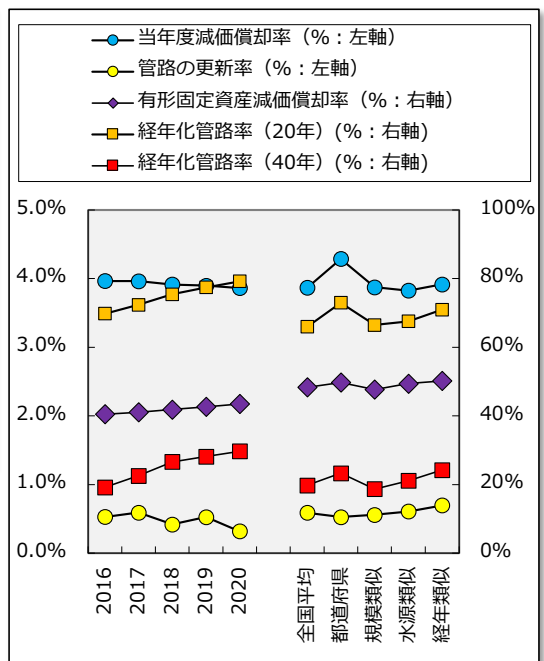 当年度減価償却率（%：左軸）
管路の更新率（%：左軸）
有形固定資産減価償却率（%：右軸）
経年化管路率（20年）(%：右軸)
経年化管路率（40年）(%：右軸)
5.0% 100%
4.0% 80%
3.0% 60%
2.0% 40%
1.0% 20%
0.0% 0%
2016
2017
2018
2019
2020
全国平均
都道府県
規模類似
水源類似
経年類似